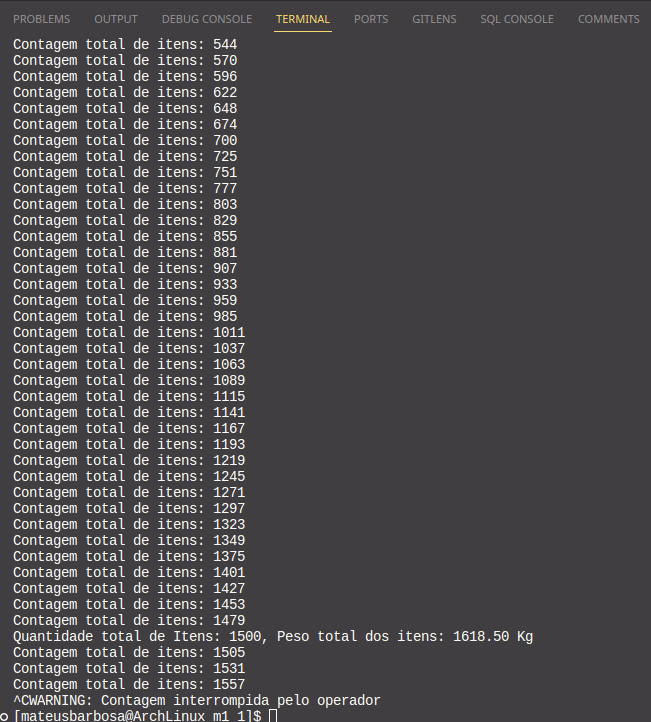 PROBLEMS OUTPUT DEBUG CONSOLE TERMINAL PORTS GITLENS SQL CONSOLE COMMENTS
Contagem total de itens: 544
Contagem total de itens: 570
Contagem total de itens: 596
Contagem total de itens: 622
Contagem total de itens: 648
Contagem total de itens: 674
Contagem total de itens: 700
Contagem total de itens: 725
Contagem total de itens: 751
Contagem total de itens: 777
Contagem total de itens: 803
Contagem total de itens: 829
Contagem total de itens: 855
Contagem total de itens: 881
Contagem total de itens: 907
Contagem total de itens: 933
Contagem total de itens: 959
Contagem total de itens: 985
Contagem total de itens: 1011
Contagem total de itens: 1037
Contagem total de itens: 1063
Contagem total de itens: 1089
Contagem total de itens: 1115
Contagem total de itens: 1141
Contagem total de itens: 1167
Contagem total de itens: 1193
Contagem total de itens: 1219
Contagem total de itens: 1245
Contagem total de itens: 1271
Contagem total de itens: 1297
Contagem total de itens: 1323
Contagem total de itens: 1349
Contagem total de itens: 1375
Contagem total de itens: 1401
Contagem total de itens: 1427
Contagem total de itens: 1453
Contagem total de itens: 1479
Quantidade total de Itens: 1500, Peso total dos itens: 1618.50 Kg
Contagem total de itens: 1505
Contagem total de itens: 1531
Contagem total de itens: 1557
^CWARNING: Contagem interrompida pelo operador
[mateusbarbosa@ArchLinux m1_1]$